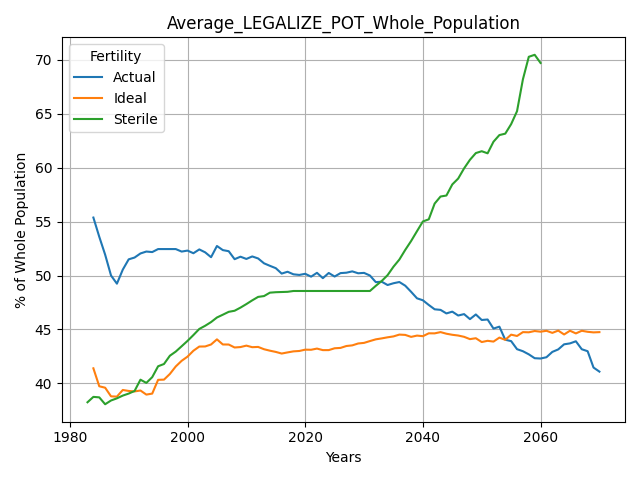 Average_LEGALIZE_POT_Whole_Population
Fertility
Actual
Ideal
Sterile
% of Whole Population
70
65
60
55
50
45
40
1980
2000
2020
2040
2060
Years